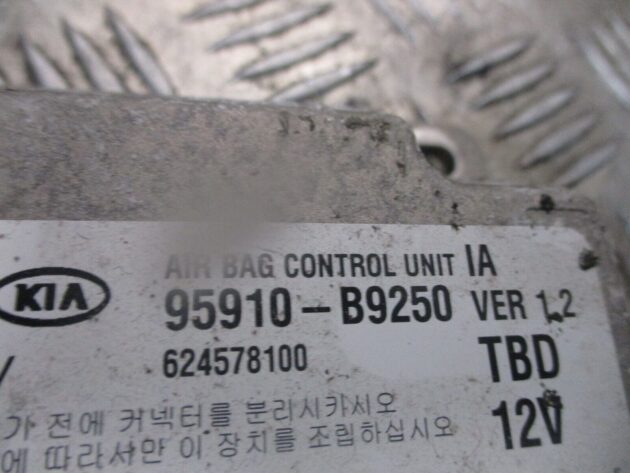 AIR BAG CONTROL UNIT IA
KIA 95910-B9250 VER 1.2
624578100 TBD
가 전에 커넥터를 분리시키시오 12V
에 따라서만 이 장치를 조립하십시오